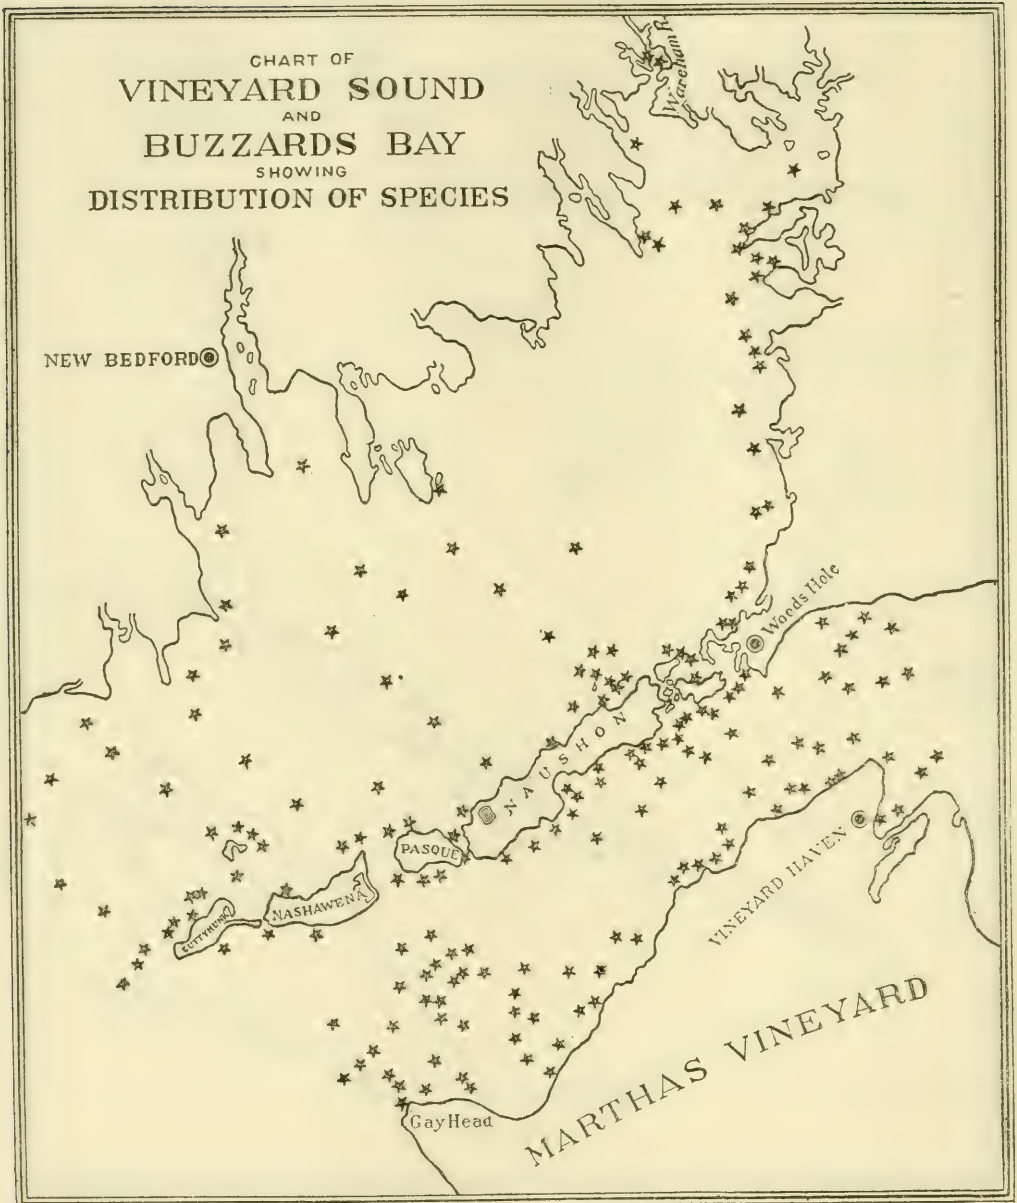 CHART OF
VINEYARD SOUND
AND
BUZZARDS BAY
SHOWING
DISTRIBUTION OF SPECIES
Wareham R.
NEW BEDFORD
Woods Hole
NAUSHON
PASQUE
NASHAWENA
CUTTYHUNK
VINEYARD HAVEN
MARTHAS VINEYARD
Gay Head